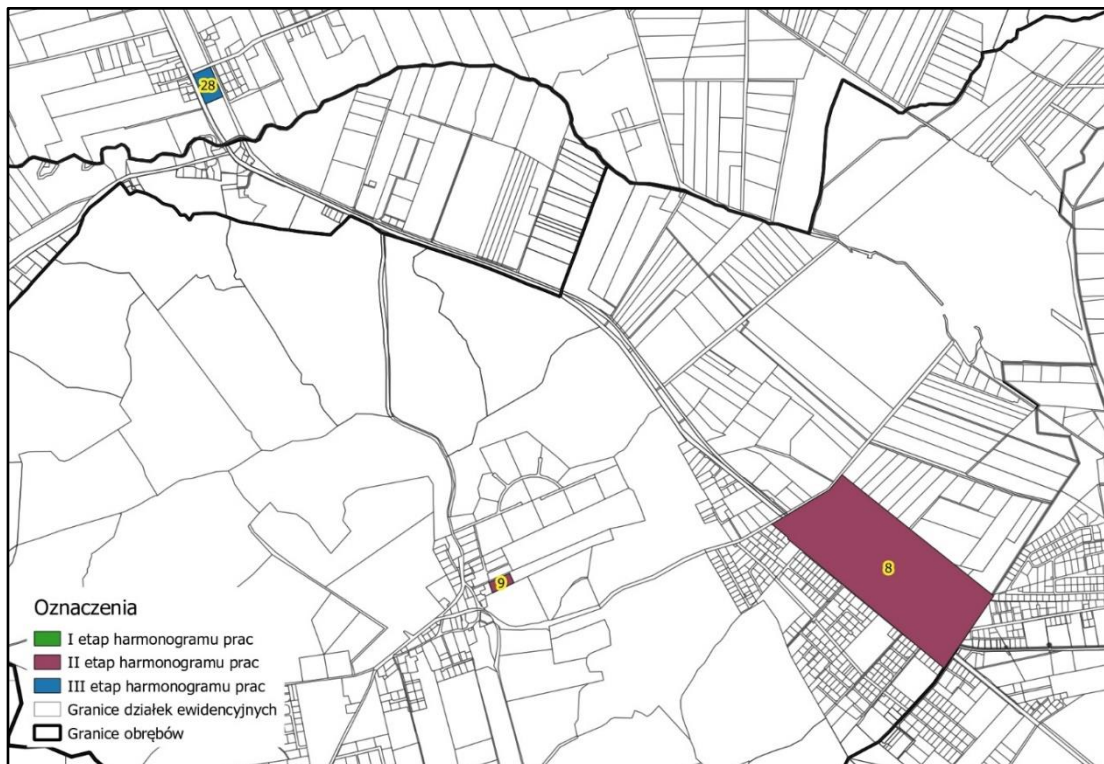 28
9
8
Oznaczenia
I etap harmonogramu prac
II etap harmonogramu prac
III etap harmonogramu prac
Granice działek ewidencyjnych
Granice obrębów